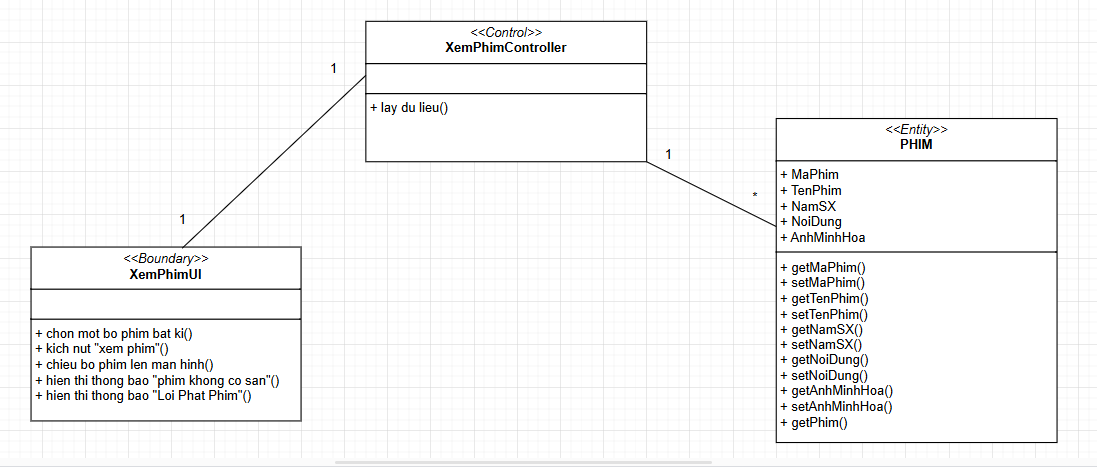 <<Control>>
XemPhimController
+ lay du lieu()
1
1
1
*
<<Boundary>>
XemPhimUI
+ chon mot bo phim bat ki()
+ kich nut "xem phim"()
+ chieu bo phim len man hinh()
+ hien thi thong bao "phim khong co san"()
+ hien thi thong bao "Loi Phat Phim"()
<<Entity>>
PHIM
+ MaPhim
+ TenPhim
+ NamSX
+ NoiDung
+ AnhMinhHoa
+ getMaPhim()
+ setMaPhim()
+ getTenPhim()
+ setTenPhim()
+ getNamSX()
+ setNamSX()
+ getNoiDung()
+ setNoiDung()
+ getAnhMinhHoa()
+ setAnhMinhHoa()
+ getPhim()